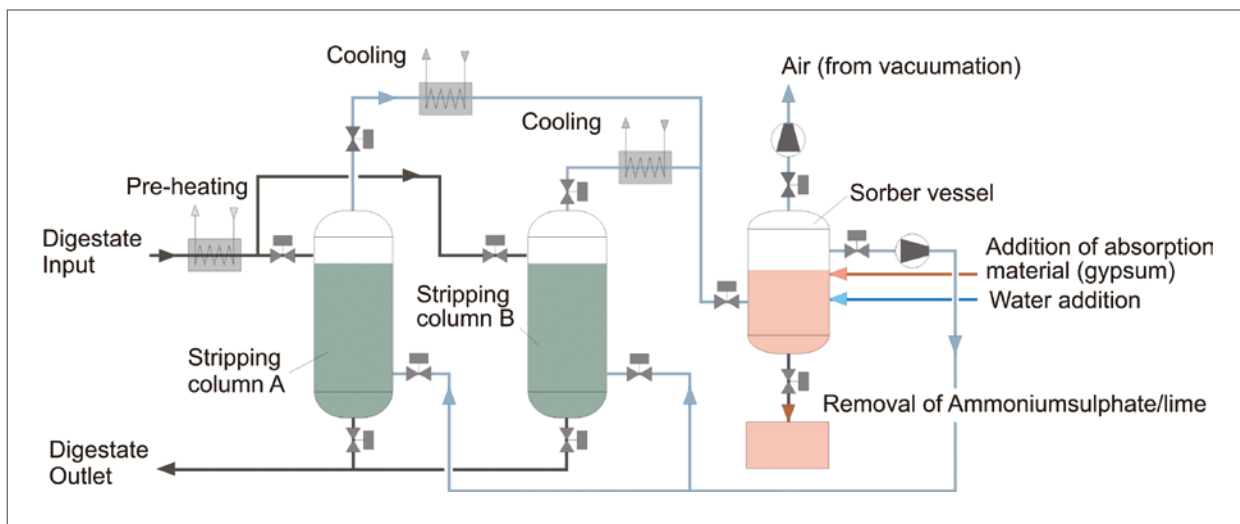 Cooling
Air (from vacuumation)
Cooling
Pre-heating
Sorber vessel
Digestate
Input
Addition of absorption
material (gypsum)
Stripping
column B
Water addition
Stripping
column A
Removal of Ammoniumsulphate/lime
Digestate
Outlet